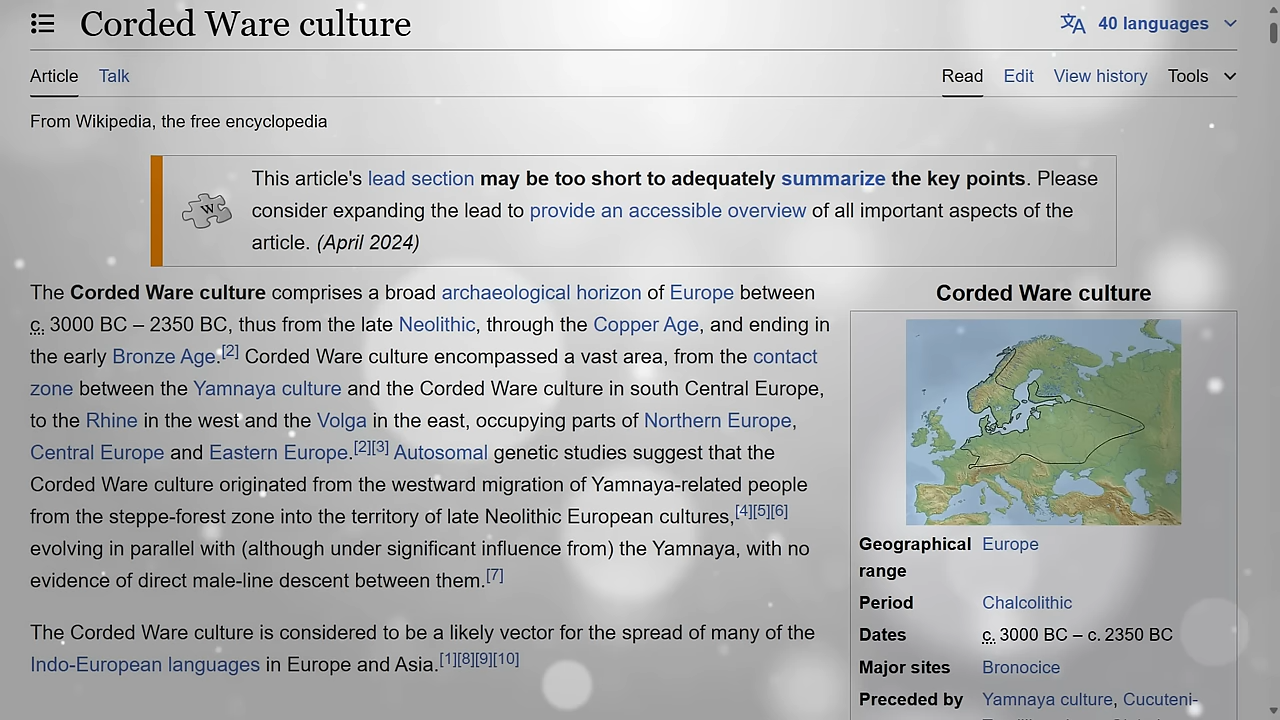 Corded Ware culture
40 languages
Article Talk
Read Edit View history Tools
From Wikipedia, the free encyclopedia
W
This article's lead section may be too short to adequately summarize the key points. Please
consider expanding the lead to provide an accessible overview of all important aspects of the
article. (April 2024)
The Corded Ware culture comprises a broad archaeological horizon of Europe between
c. 3000 BC – 2350 BC, thus from the late Neolithic, through the Copper Age, and ending in
the early Bronze Age.[2] Corded Ware culture encompassed a vast area, from the contact
zone between the Yamnaya culture and the Corded Ware culture in south Central Europe,
to the Rhine in the west and the Volga in the east, occupying parts of Northern Europe,
Central Europe and Eastern Europe.[2][3] Autosomal genetic studies suggest that the
Corded Ware culture originated from the westward migration of Yamnaya-related people
from the steppe-forest zone into the territory of late Neolithic European cultures,[4][5][6]
evolving in parallel with (although under significant influence from) the Yamnaya, with no
evidence of direct male-line descent between them.[7]
The Corded Ware culture is considered to be a likely vector for the spread of many of the
Indo-European languages in Europe and Asia.[1][8][9][10]
Corded Ware culture
Geographical Europe
range
Period Chalcolithic
Dates c. 3000 BC – c. 2350 BC
Major sites Bronocice
Preceded by Yamnaya culture, Cucuteni-